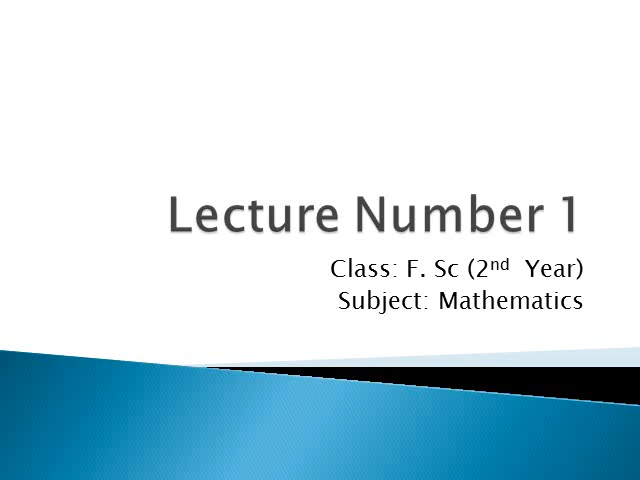 Lecture Number 1
Class: F. Sc (2nd Year)
Subject: Mathematics